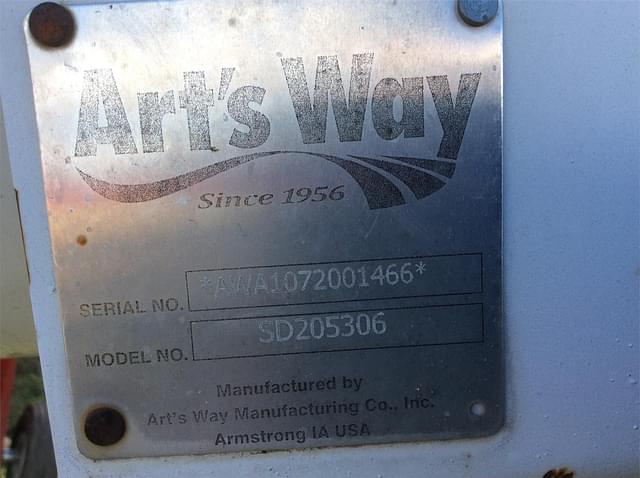 Art's Way
Since 1956
SERIAL NO. *AWA1072001466*
MODEL NO. SD205306
Manufactured by
Art's Way Manufacturing Co., Inc.
Armstrong IA USA